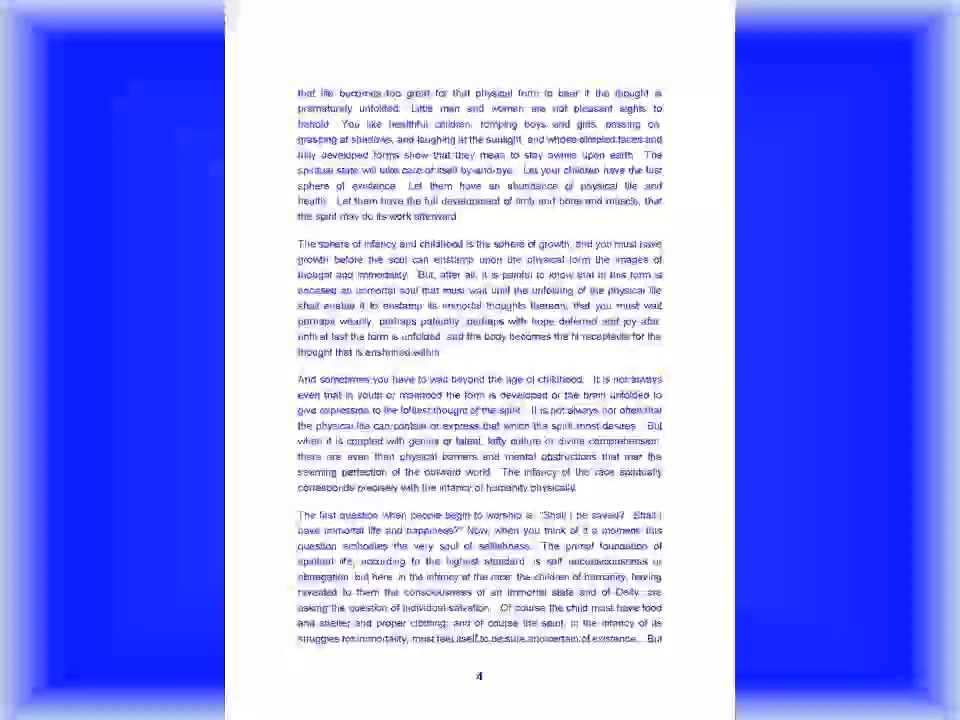 that life becomes too great for that physical form to bear if the thought is
prematurely unfolded. Little men and women are not pleasant sights to
behold. You like healthful children, romping boys and girls, passing on,
grasping at shadows, and laughing at the sunlight, and whose dimpled faces and
fully developed forms show that they mean to stay awhile upon earth. The
spiritual state will take care of itself by-and-bye. Let your children have the first
sphere of existence. Let them have an abundance of physical life and
health. Let them have the full development of limb and bone and muscle, that
the spirit may do its work afterward.
The sphere of infancy and childhood is the sphere of growth, and you must have
growth before the soul can enstamp upon the physical form the images of
thought and immortality. But, after all, it is painful to know that in this form is
encased an immortal soul that must wait until the unfolding of the physical life
shall enable it to enstamp its immortal thoughts thereon; that you must wait
perhaps wearily, perhaps patiently, perhaps with hope deferred and joy afar,
until at last the form is unfolded, and the body becomes the fit receptacle for the
thought that is enshrined within.
And sometimes you have to wait beyond the age of childhood. It is not always
even that in youth or manhood the form is developed or the brain unfolded to
give expression to the loftiest thought of the spirit. It is not always nor often that
the physical life can contain or express that which the spirit most desires. But
when it is coupled with genius or talent, lofty culture or divine comprehension,
there are even then physical barriers and mental obstructions that mar the
seeming perfection of the outward world. The infancy of the race spiritually
corresponds precisely with the infancy of humanity physically.
The first question when people begin to worship is, "Shall I be saved? Shall I
have immortal life and happiness?" Now, when you think of it a moment, this
question embodies the very soul of selfishness. The primal foundation of
spiritual life, according to the highest standard, is self unconsciousness or
abnegation; but here, in the infancy of the race, the children of humanity, having
revealed to them the consciousness of an immortal state and of Deity, are
asking the question of individual salvation. Of course the child must have food
and shelter and proper clothing; and of course the spirit, in the infancy of its
struggles for immortality, must feel itself to be sure and certain of existence. But
4